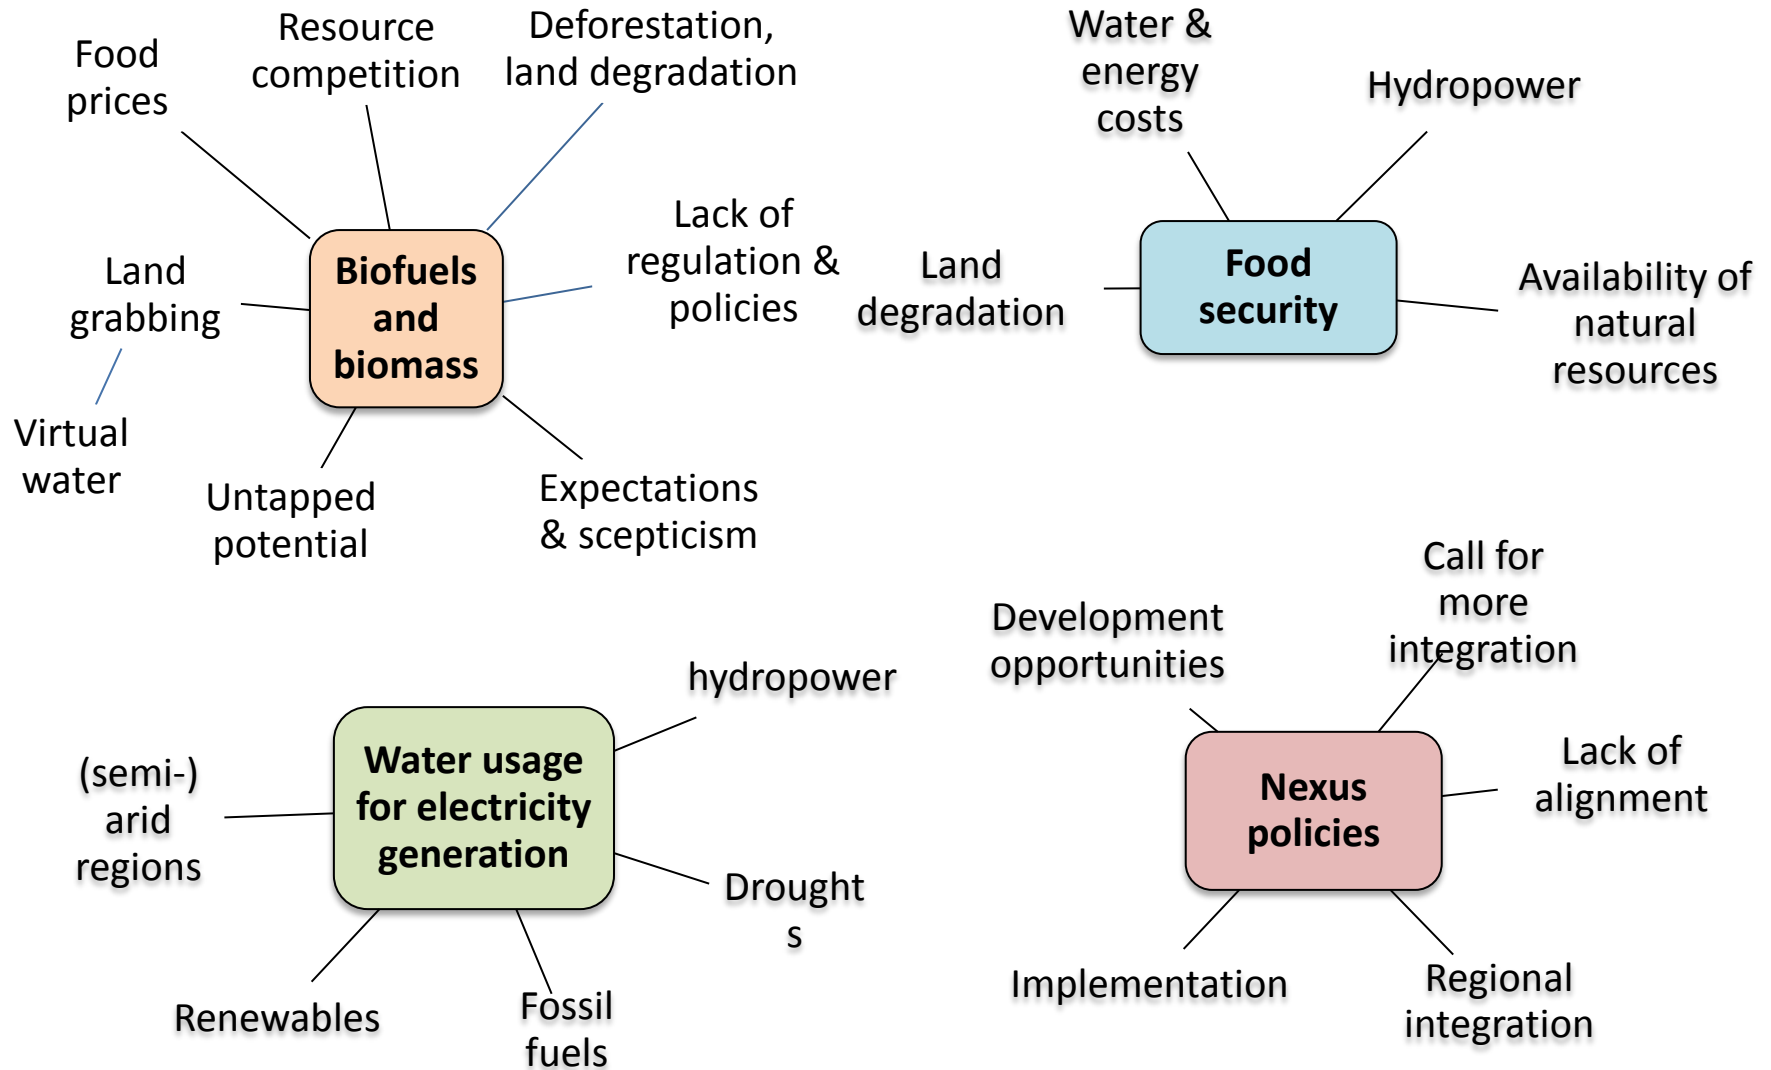 Food
prices
Resource
competition
Deforestation,
land degradation
Land
grabbing
Biofuels
and
biomass
Lack of
regulation &
policies
Virtual
water
Untapped
potential
Expectations
& scepticism
Water &
energy
costs
Hydropower
Land
degradation
Food
security
Availability of
natural
resources
hydropower
(semi-)
arid
regions
Water usage
for electricity
generation
Drought
s
Renewables
Fossil
fuels
Development
opportunities
Call for
more
integration
Nexus
policies
Lack of
alignment
Implementation
Regional
integration